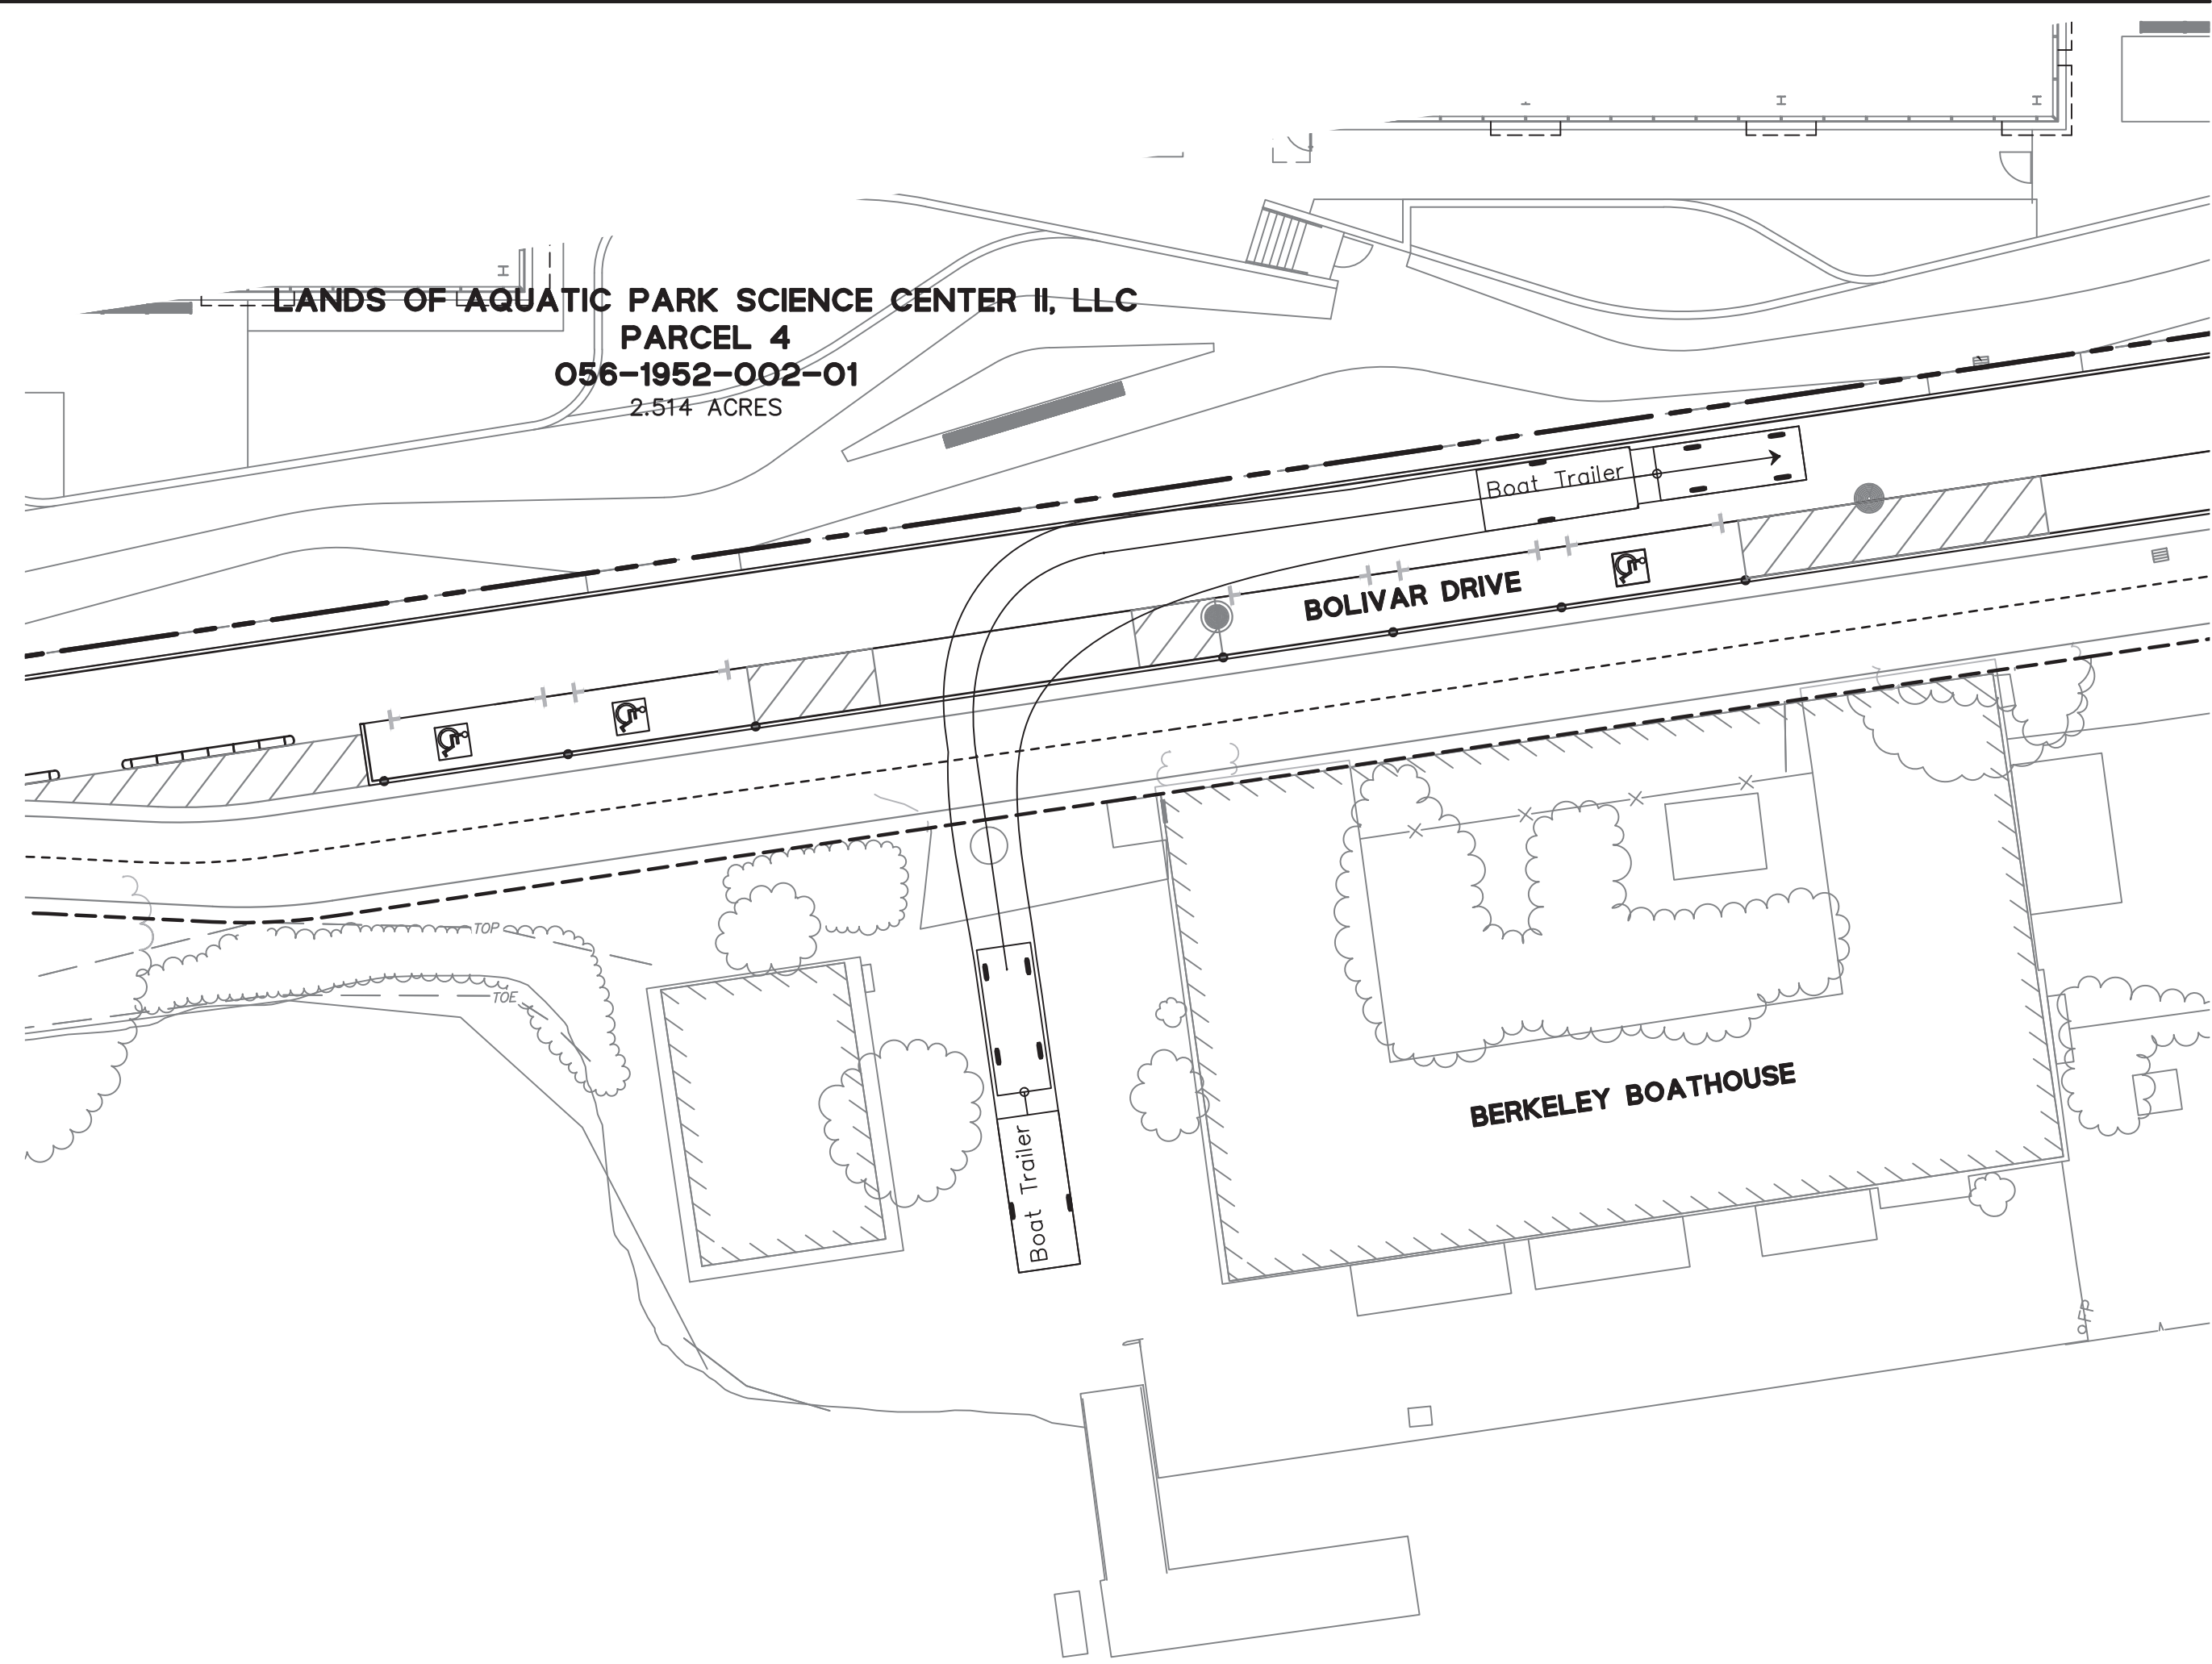 LANDS OF AQUATIC PARK SCIENCE CENTER II, LLC
PARCEL 4
056-1952-002-01
2.514 ACRES
Boat Trailer
BOLIVAR DRIVE
TOP
TOE
Boat Trailer
BERKELEY BOATHOUSE